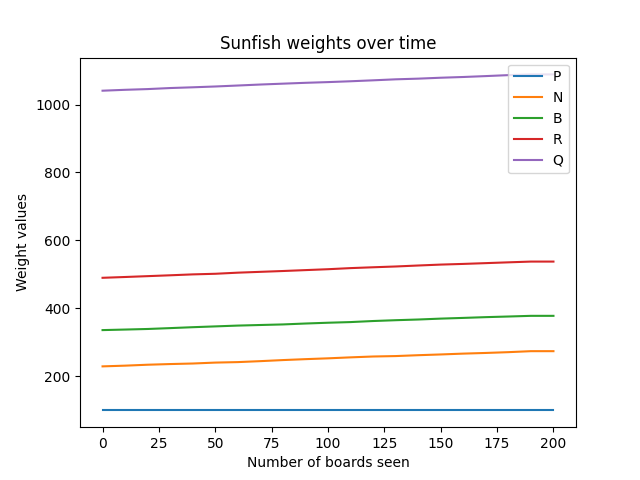 Sunfish weights over time
Weight values
1000
800
600
400
200
P
N
B
R
Q
0
25
50
75
100
125
150
175
200
Number of boards seen